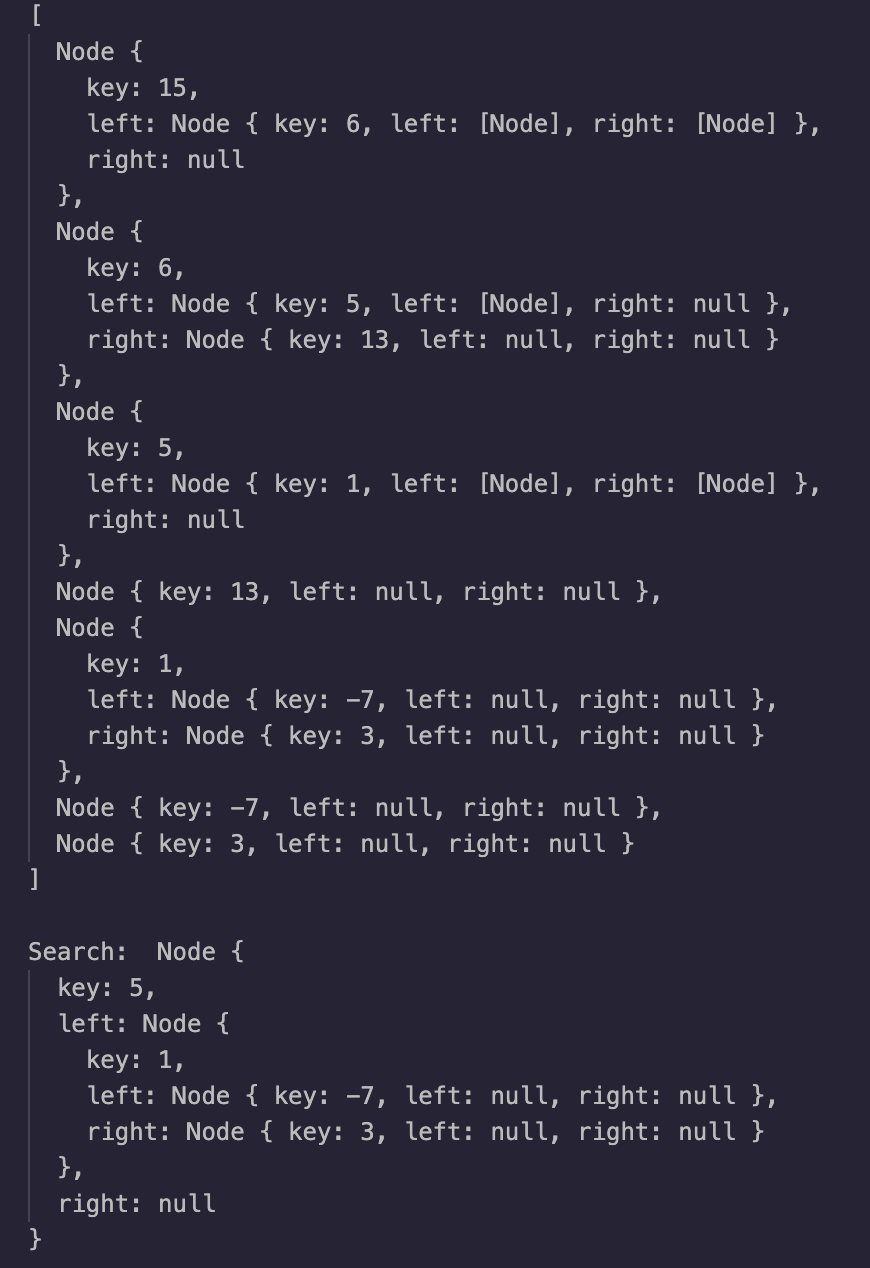 [
  Node {
    key: 15,
    left: Node { key: 6, left: [Node], right: [Node] },
    right: null
  },
  Node {
    key: 6,
    left: Node { key: 5, left: [Node], right: null },
    right: Node { key: 13, left: null, right: null }
  },
  Node {
    key: 5,
    left: Node { key: 1, left: [Node], right: [Node] },
    right: null
  },
  Node { key: 13, left: null, right: null },
  Node {
    key: 1,
    left: Node { key: -7, left: null, right: null },
    right: Node { key: 3, left: null, right: null }
  },
  Node { key: -7, left: null, right: null },
  Node { key: 3, left: null, right: null }
]

Search:  Node {
  key: 5,
  left: Node {
    key: 1,
    left: Node { key: -7, left: null, right: null },
    right: Node { key: 3, left: null, right: null }
  },
  right: null
}